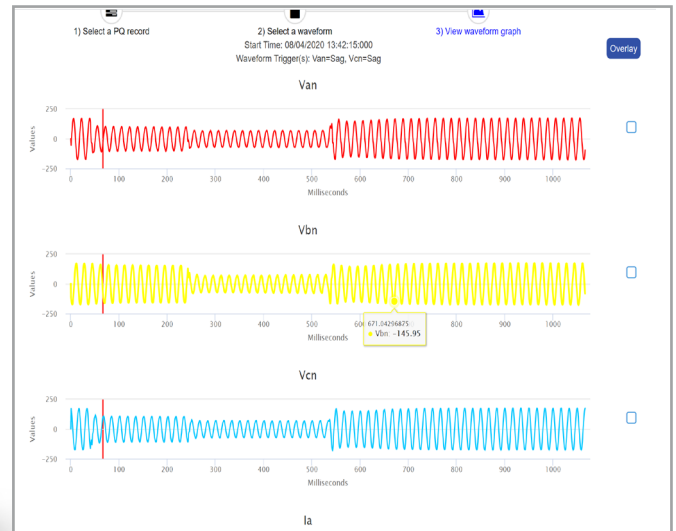 1) Select a PQ record
2) Select a waveform
3) View waveform graph
Start Time: 08/04/2020 13:42:15:000
Waveform Trigger(s): Van=Sag, Vcn=Sag
Overlay
Van
250
0
-250
Values
0 100 200 300 400 500 600 700 800 900 1000
Milliseconds
Vbn
250
0
-250
Values
0 100 200 300 400 500 600 700 800 900 1000
671.04296875
Vbn: -145.95
Milliseconds
Vcn
250
0
-250
Values
0 100 200 300 400 500 600 700 800 900 1000
Milliseconds
Ia